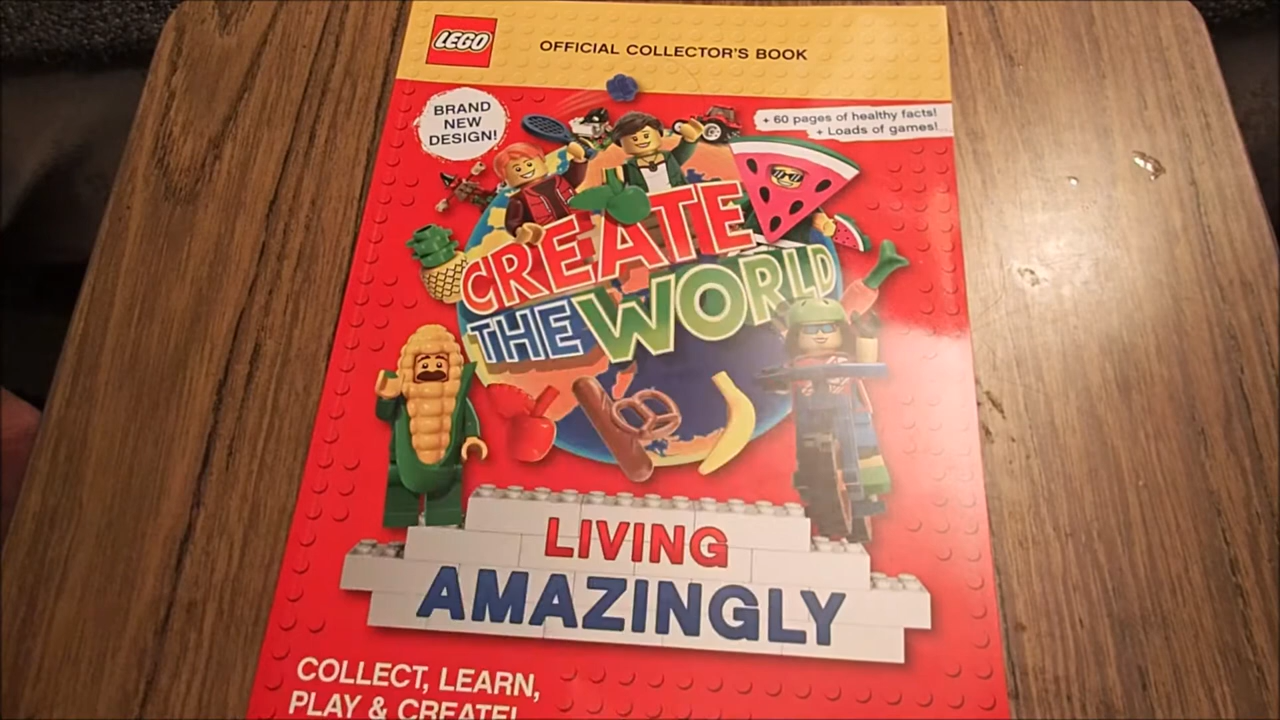 LEGO
OFFICIAL COLLECTOR'S BOOK
BRAND
NEW
DESIGN!
+ 60 pages of healthy facts!
+ Loads of games!
CREATE
THE WORLD
LIVING
AMAZINGLY
COLLECT, LEARN,
PLAY & CREATE!